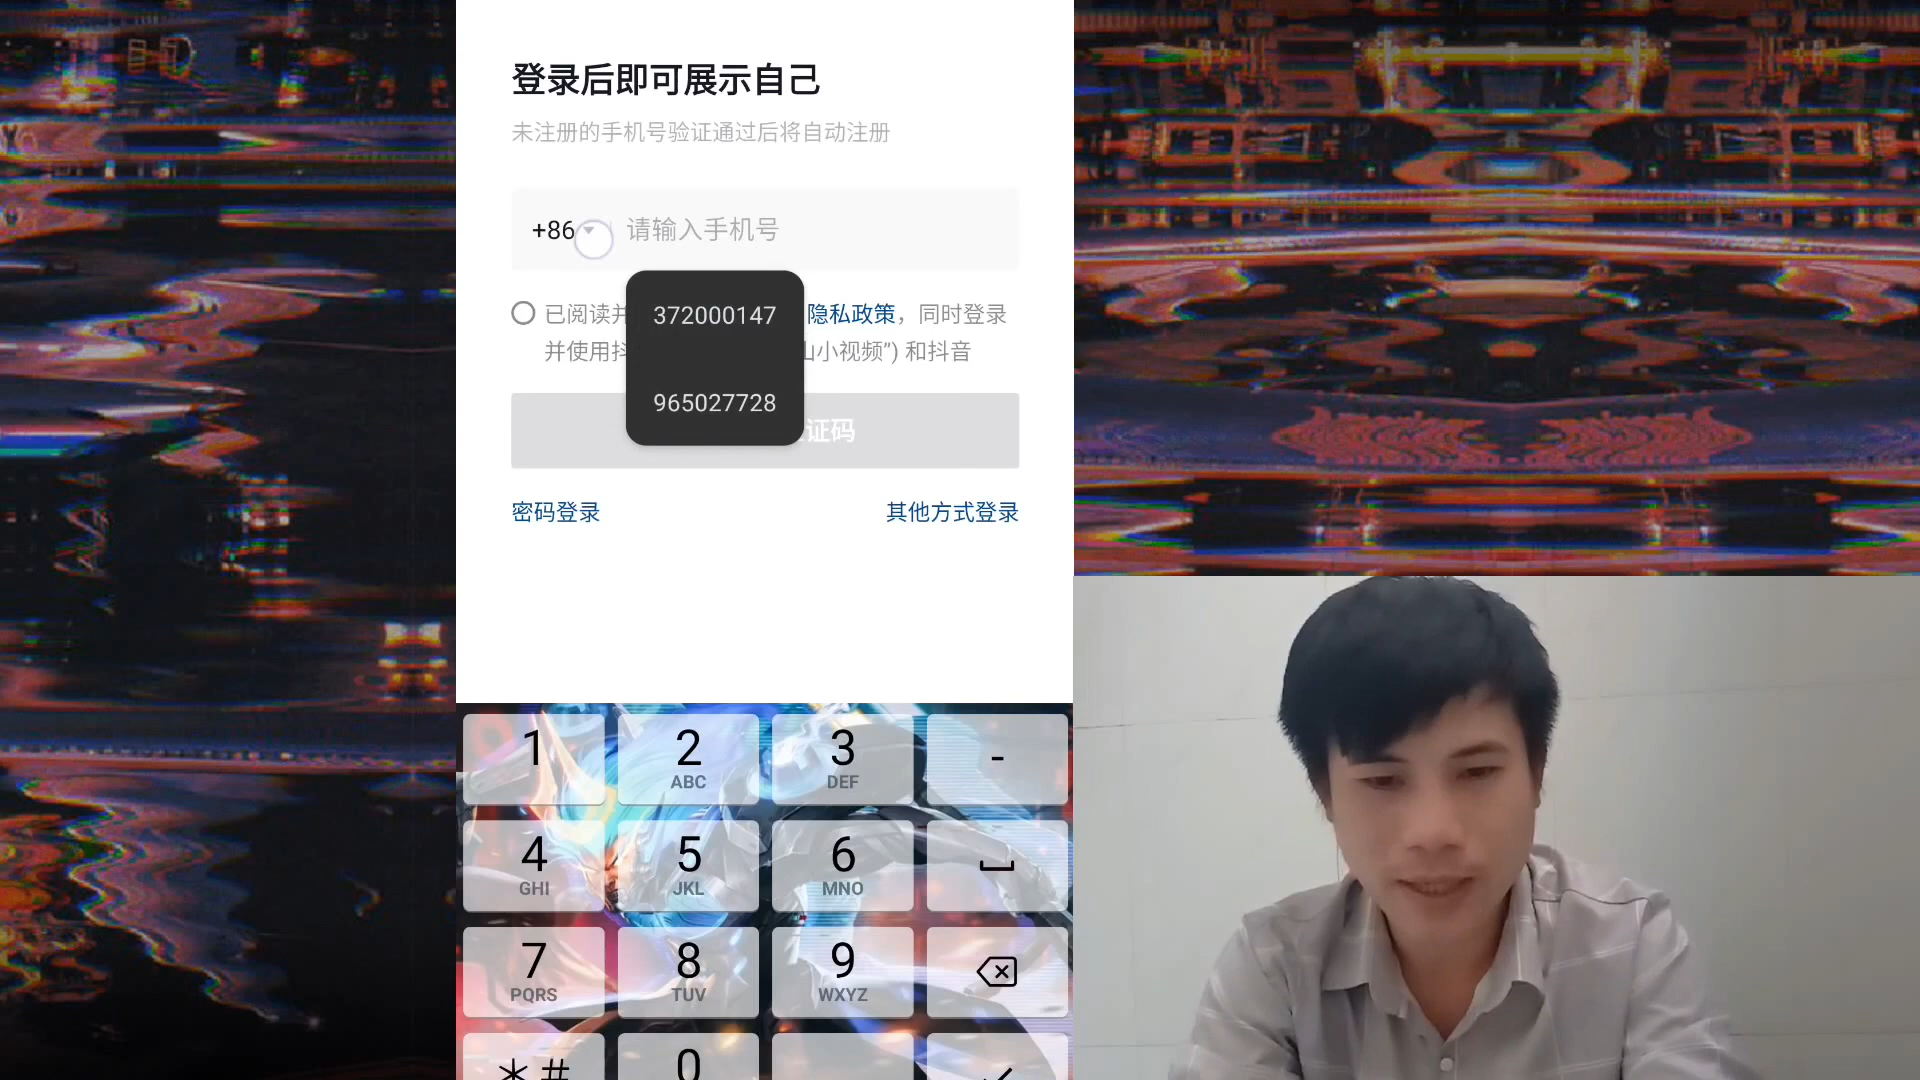 登录后即可展示自己
未注册的手机号验证通过后将自动注册
+86 请输入手机号
已阅读并 隐私政策，同时登录
并使用抖 山小视频”) 和抖音
372000147
965027728
证码
密码登录 其他方式登录
1 2 3 -
ABC DEF
4 5 6
GHI JKL MNO
7 8 9
PQRS TUV WXYZ
*# 0